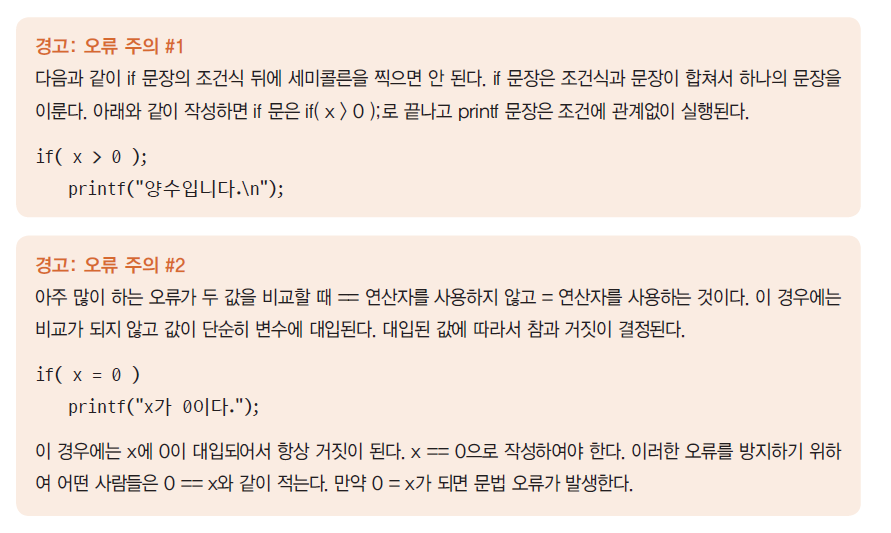 경고: 오류 주의 #1
다음과 같이 if 문장의 조건식 뒤에 세미콜른을 찍으면 안 된다. if 문장은 조건식과 문장이 합쳐서 하나의 문장을
이룬다. 아래와 같이 작성하면 if 문은 if( x > 0 );로 끝나고 printf 문장은 조건에 관계없이 실행된다.
if( x > 0 );
printf("양수입니다.\n");
경고: 오류 주의 #2
아주 많이 하는 오류가 두 값을 비교할 때 == 연산자를 사용하지 않고 = 연산자를 사용하는 것이다. 이 경우에는
비교가 되지 않고 값이 단순히 변수에 대입된다. 대입된 값에 따라서 참과 거짓이 결정된다.
if( x = 0 )
printf("x가 0이다.");
이 경우에는 x에 0이 대입되어서 항상 거짓이 된다. x == 0으로 작성하여야 한다. 이러한 오류를 방지하기 위하
여 어떤 사람들은 0 == x와 같이 적는다. 만약 0 = x가 되면 문법 오류가 발생한다.